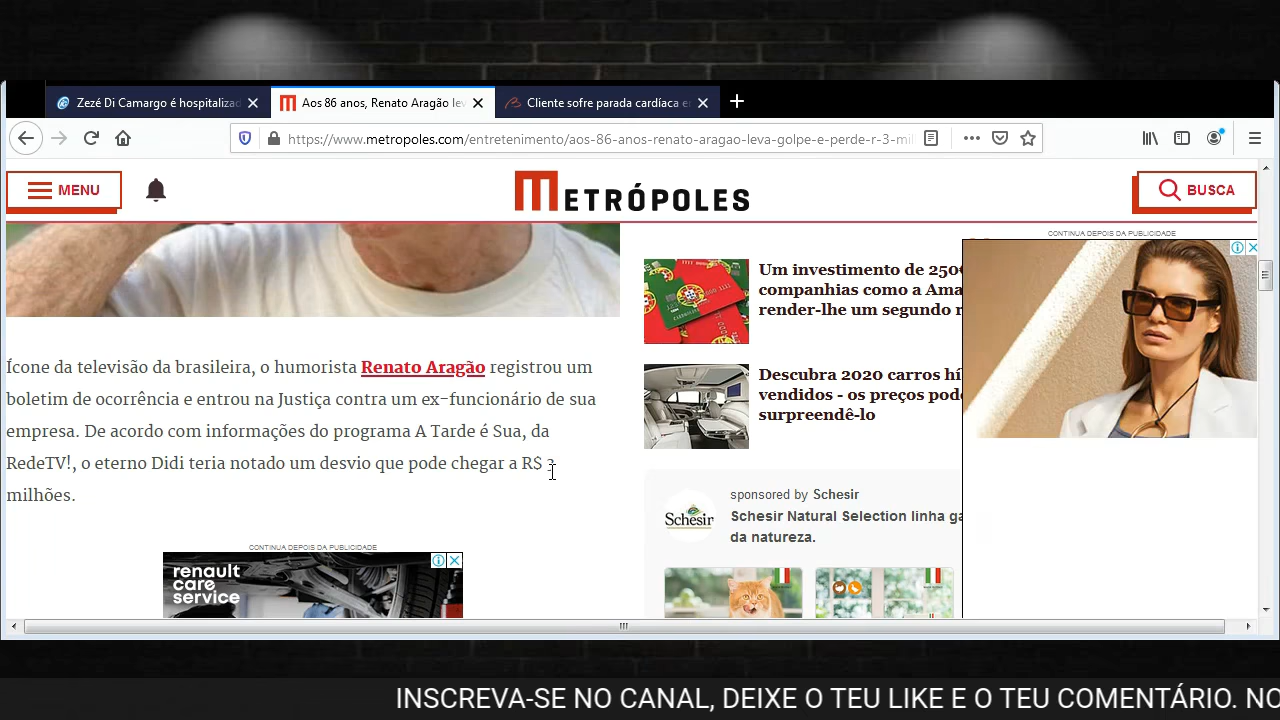 Zezé Di Camargo é hospitalizad
Aos 86 anos, Renato Aragão lev
Cliente sofre parada cardíaca e
https://www.metropoles.com/entretenimento/aos-86-anos-renato-aragao-leva-golpe-e-perde-r-3-mil
MENU
METRÓPOLES
BUSCA
CONTINUA DEPOIS DA PUBLICIDADE
Um investimento de 250€
companhias como a Ama
render-lhe um segundo
Ícone da televisão da brasileira, o humorista Renato Aragão registrou um
boletim de ocorrência e entrou na Justiça contra um ex-funcionário de sua
empresa. De acordo com informações do programa A Tarde é Sua, da
RedeTV!, o eterno Didi teria notado um desvio que pode chegar a R$ 3
milhões.
Descubra 2020 carros hí
vendidos - os preços pod
surpreendê-lo
sponsored by Schesir
Schesir
Schesir Natural Selection linha ga
da natureza.
CONTINUA DEPOIS DA PUBLICIDADE
renault
care
service
INSCREVA-SE NO CANAL, DEIXE O TEU LIKE E O TEU COMENTÁRIO. NO